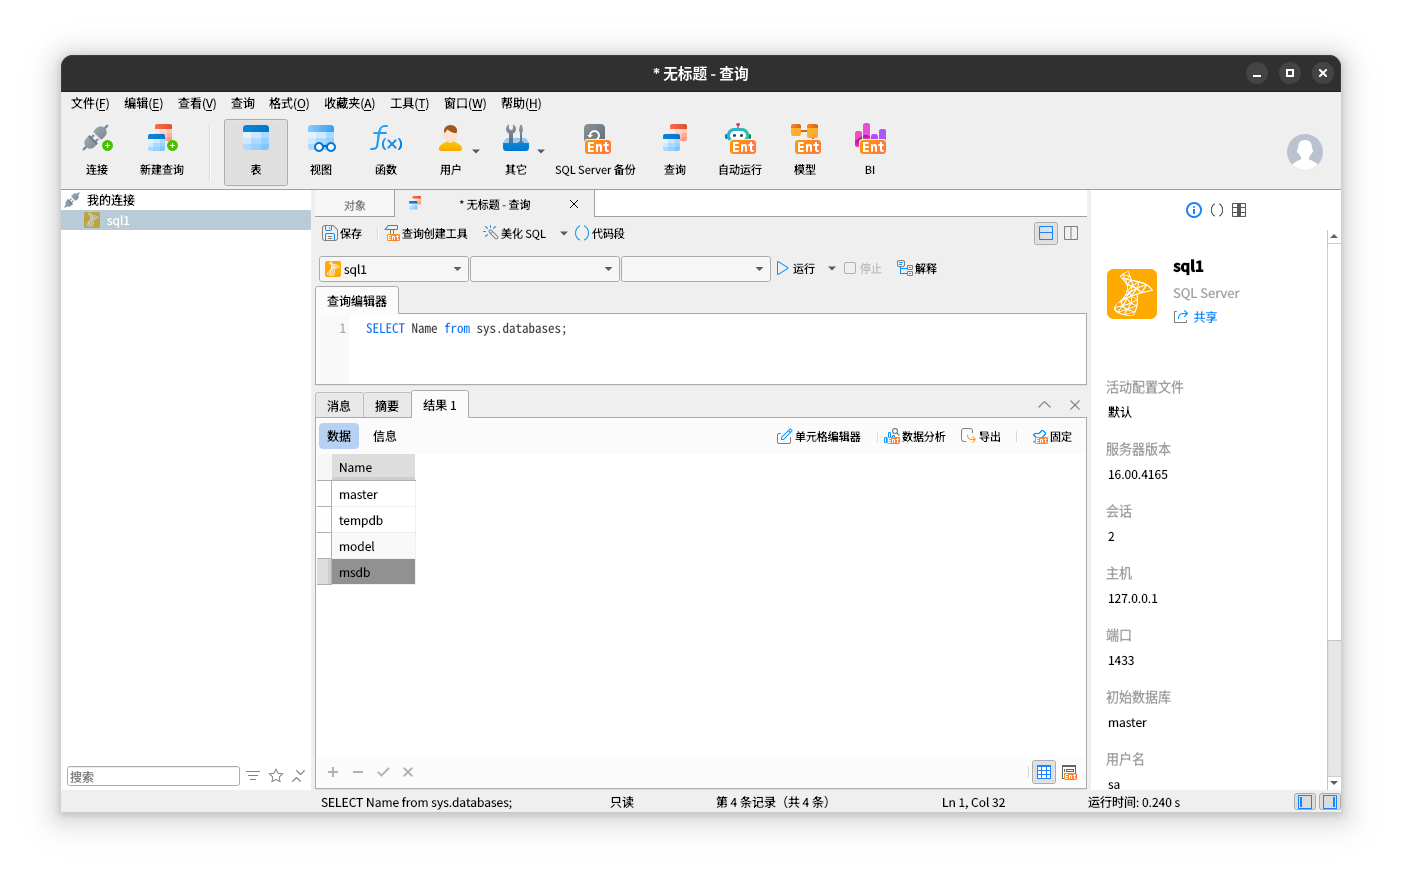 * 无标题 - 查询
文件(F) 编辑(E) 查看(V) 查询 格式(O) 收藏夹(A) 工具(T) 窗口(W) 帮助(H)
Ent Ent Ent Ent Ent
连接 新建查询 表 视图 函数 用户 其它 SQL Server 备份 查询 自动运行 模型 BI
我的连接
sql1
搜索
对象 * 无标题 - 查询
保存 查询创建工具 美化 SQL 代码段
sql1 运行 停止 解释
查询编辑器
1 SELECT Name from sys.databases;
消息 摘要 结果 1
数据 信息 单元格编辑器 数据分析 导出 固定
Name
master
tempdb
model
msdb
sql1
SQL Server
共享
活动配置文件
默认
服务器版本
16.00.4165
会话
2
主机
127.0.0.1
端口
1433
初始数据库
master
用户名
sa
SELECT Name from sys.databases; 只读 第 4 条记录（共 4 条） Ln 1, Col 32 运行时间: 0.240 s